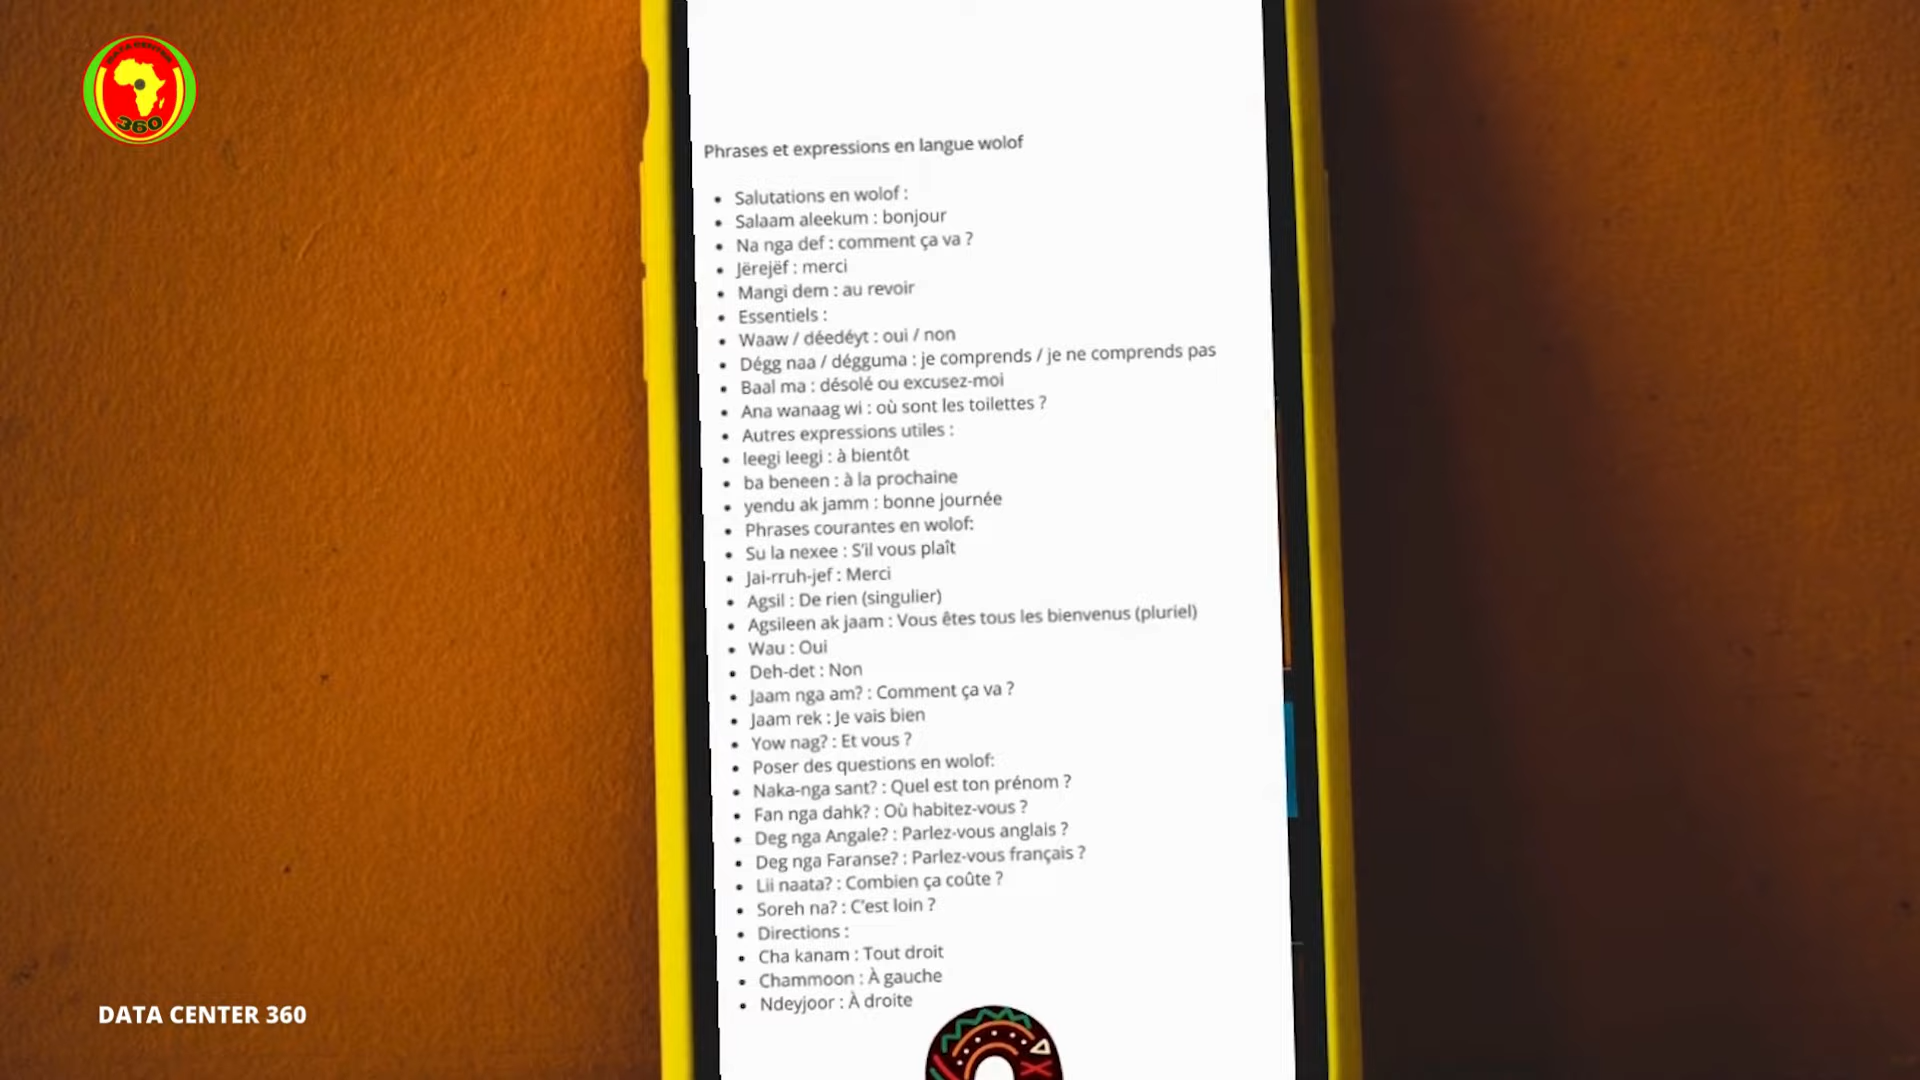 360
Phrases et expressions en langue wolof
Salutations en wolof :
Salaam aleekum : bonjour
Na nga def : comment ça va ?
Jërejëf : merci
Mangi dem : au revoir
Essentiels :
Waaw / déedéyt : oui / non
Dégg naa / dégguma : je comprends / je ne comprends pas
Baal ma : désolé ou excusez-moi
Ana wanaag wi : où sont les toilettes ?
Autres expressions utiles :
leegi leegi : à bientôt
ba beneen : à la prochaine
yendu ak jamm : bonne journée
Phrases courantes en wolof:
Su la nexee : S'il vous plaît
Jai-rruh-jef : Merci
Agsil : De rien (singulier)
Agsileen ak jaam : Vous êtes tous les bienvenus (pluriel)
Wau : Oui
Deh-det : Non
Jaam nga am? : Comment ça va ?
Jaam rek : Je vais bien
Yow nag? : Et vous ?
Poser des questions en wolof:
Naka-nga sant? : Quel est ton prénom ?
Fan nga dahk? : Où habitez-vous ?
Deg nga Angale? : Parlez-vous anglais ?
Deg nga Faranse? : Parlez-vous français ?
Lii naata? : Combien ça coûte ?
Soreh na? : C'est loin ?
Directions :
Cha kanam : Tout droit
Chammoon : À gauche
Ndeyjoor : À droite
DATA CENTER 360